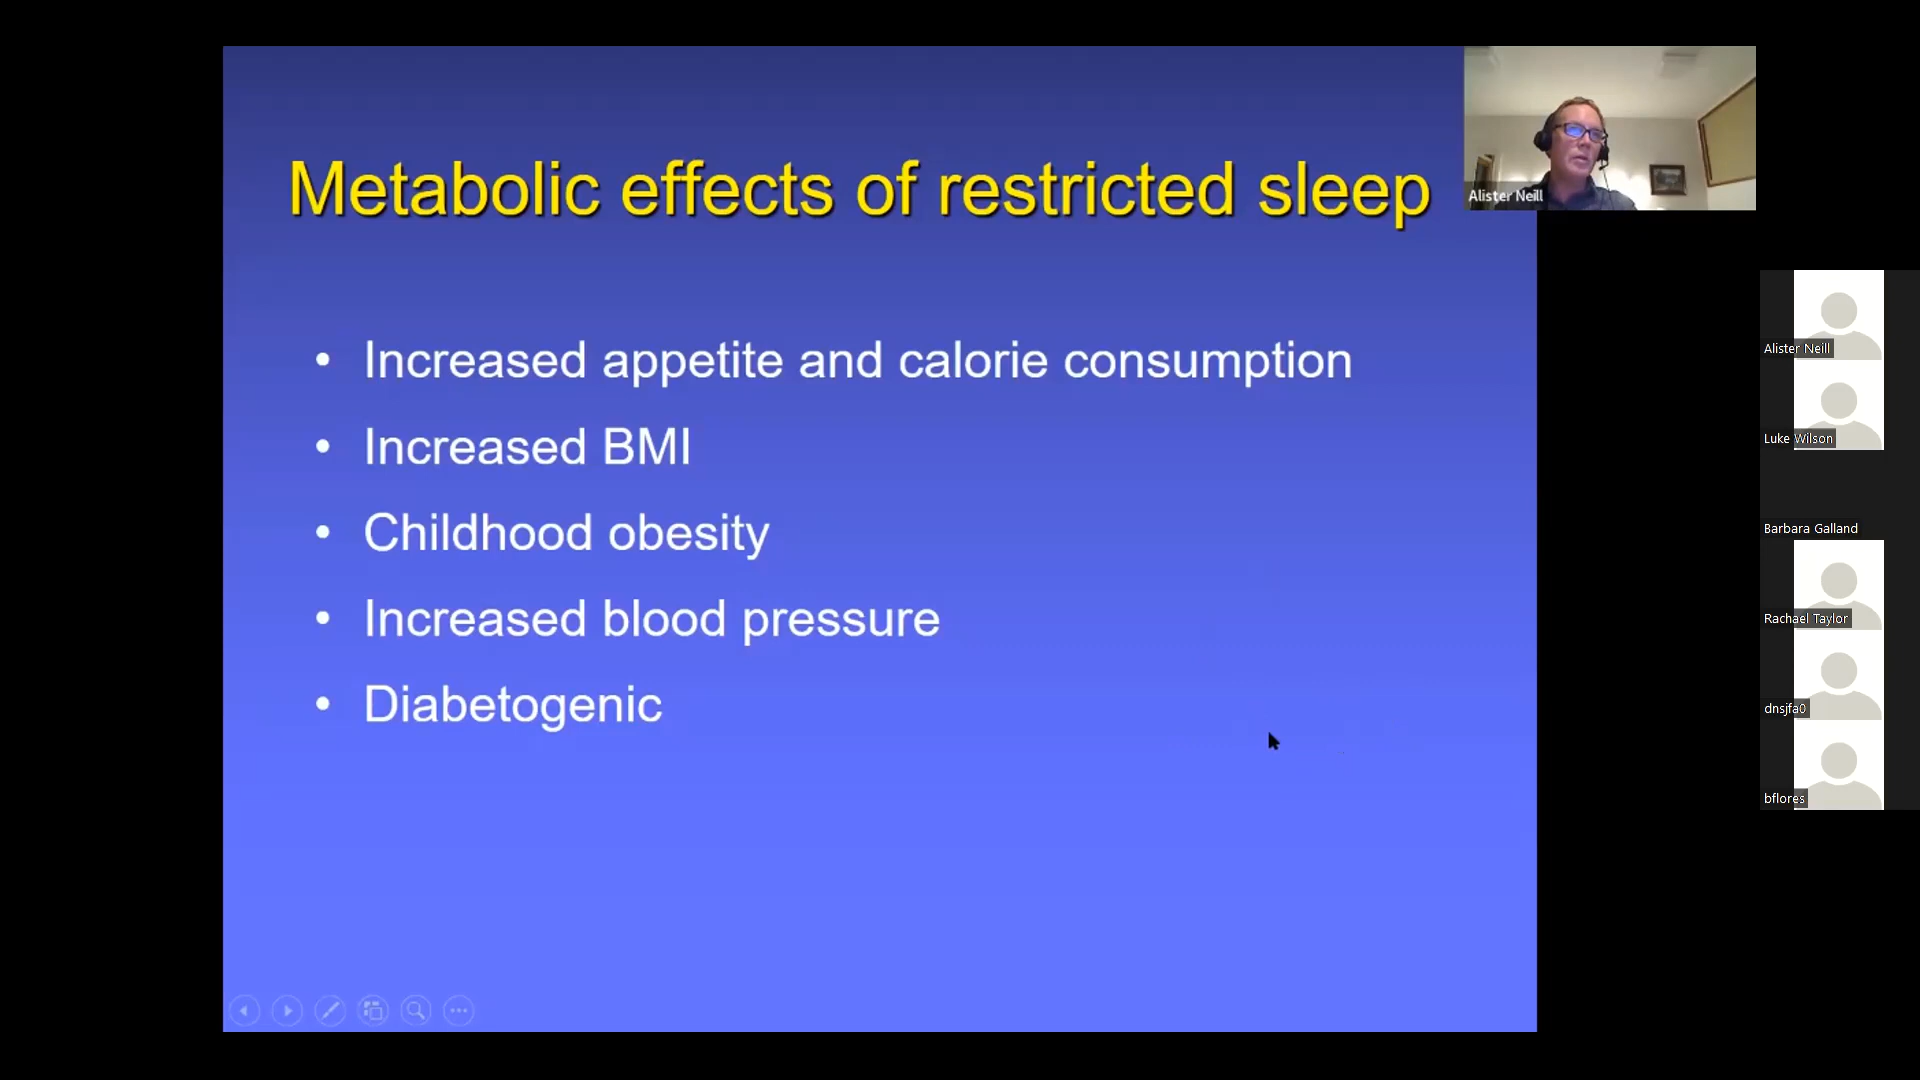 Metabolic effects of restricted sleep
• Increased appetite and calorie consumption
• Increased BMI
• Childhood obesity
• Increased blood pressure
• Diabetogenic
Alister Neill
Alister Neill
Luke Wilson
Barbara Galland
Rachael Taylor
dnsjfa0
bflores